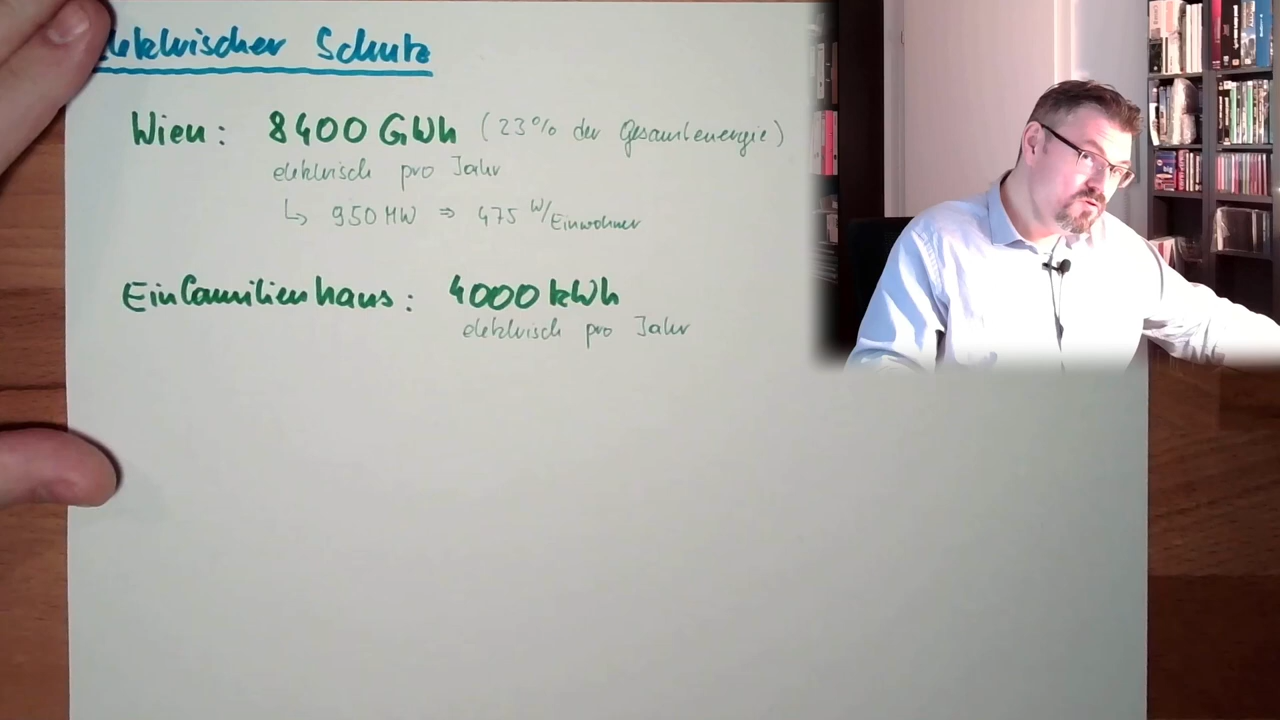 elektrischer Schutz
Wien: 8400 GWh (23% der Gesamtenergie)
elektrisch pro Jahr
↳ 950 MW ⇒ 475 W/Einwohner
Einfamilienhaus: 4000 kWh
elektrisch pro Jahr